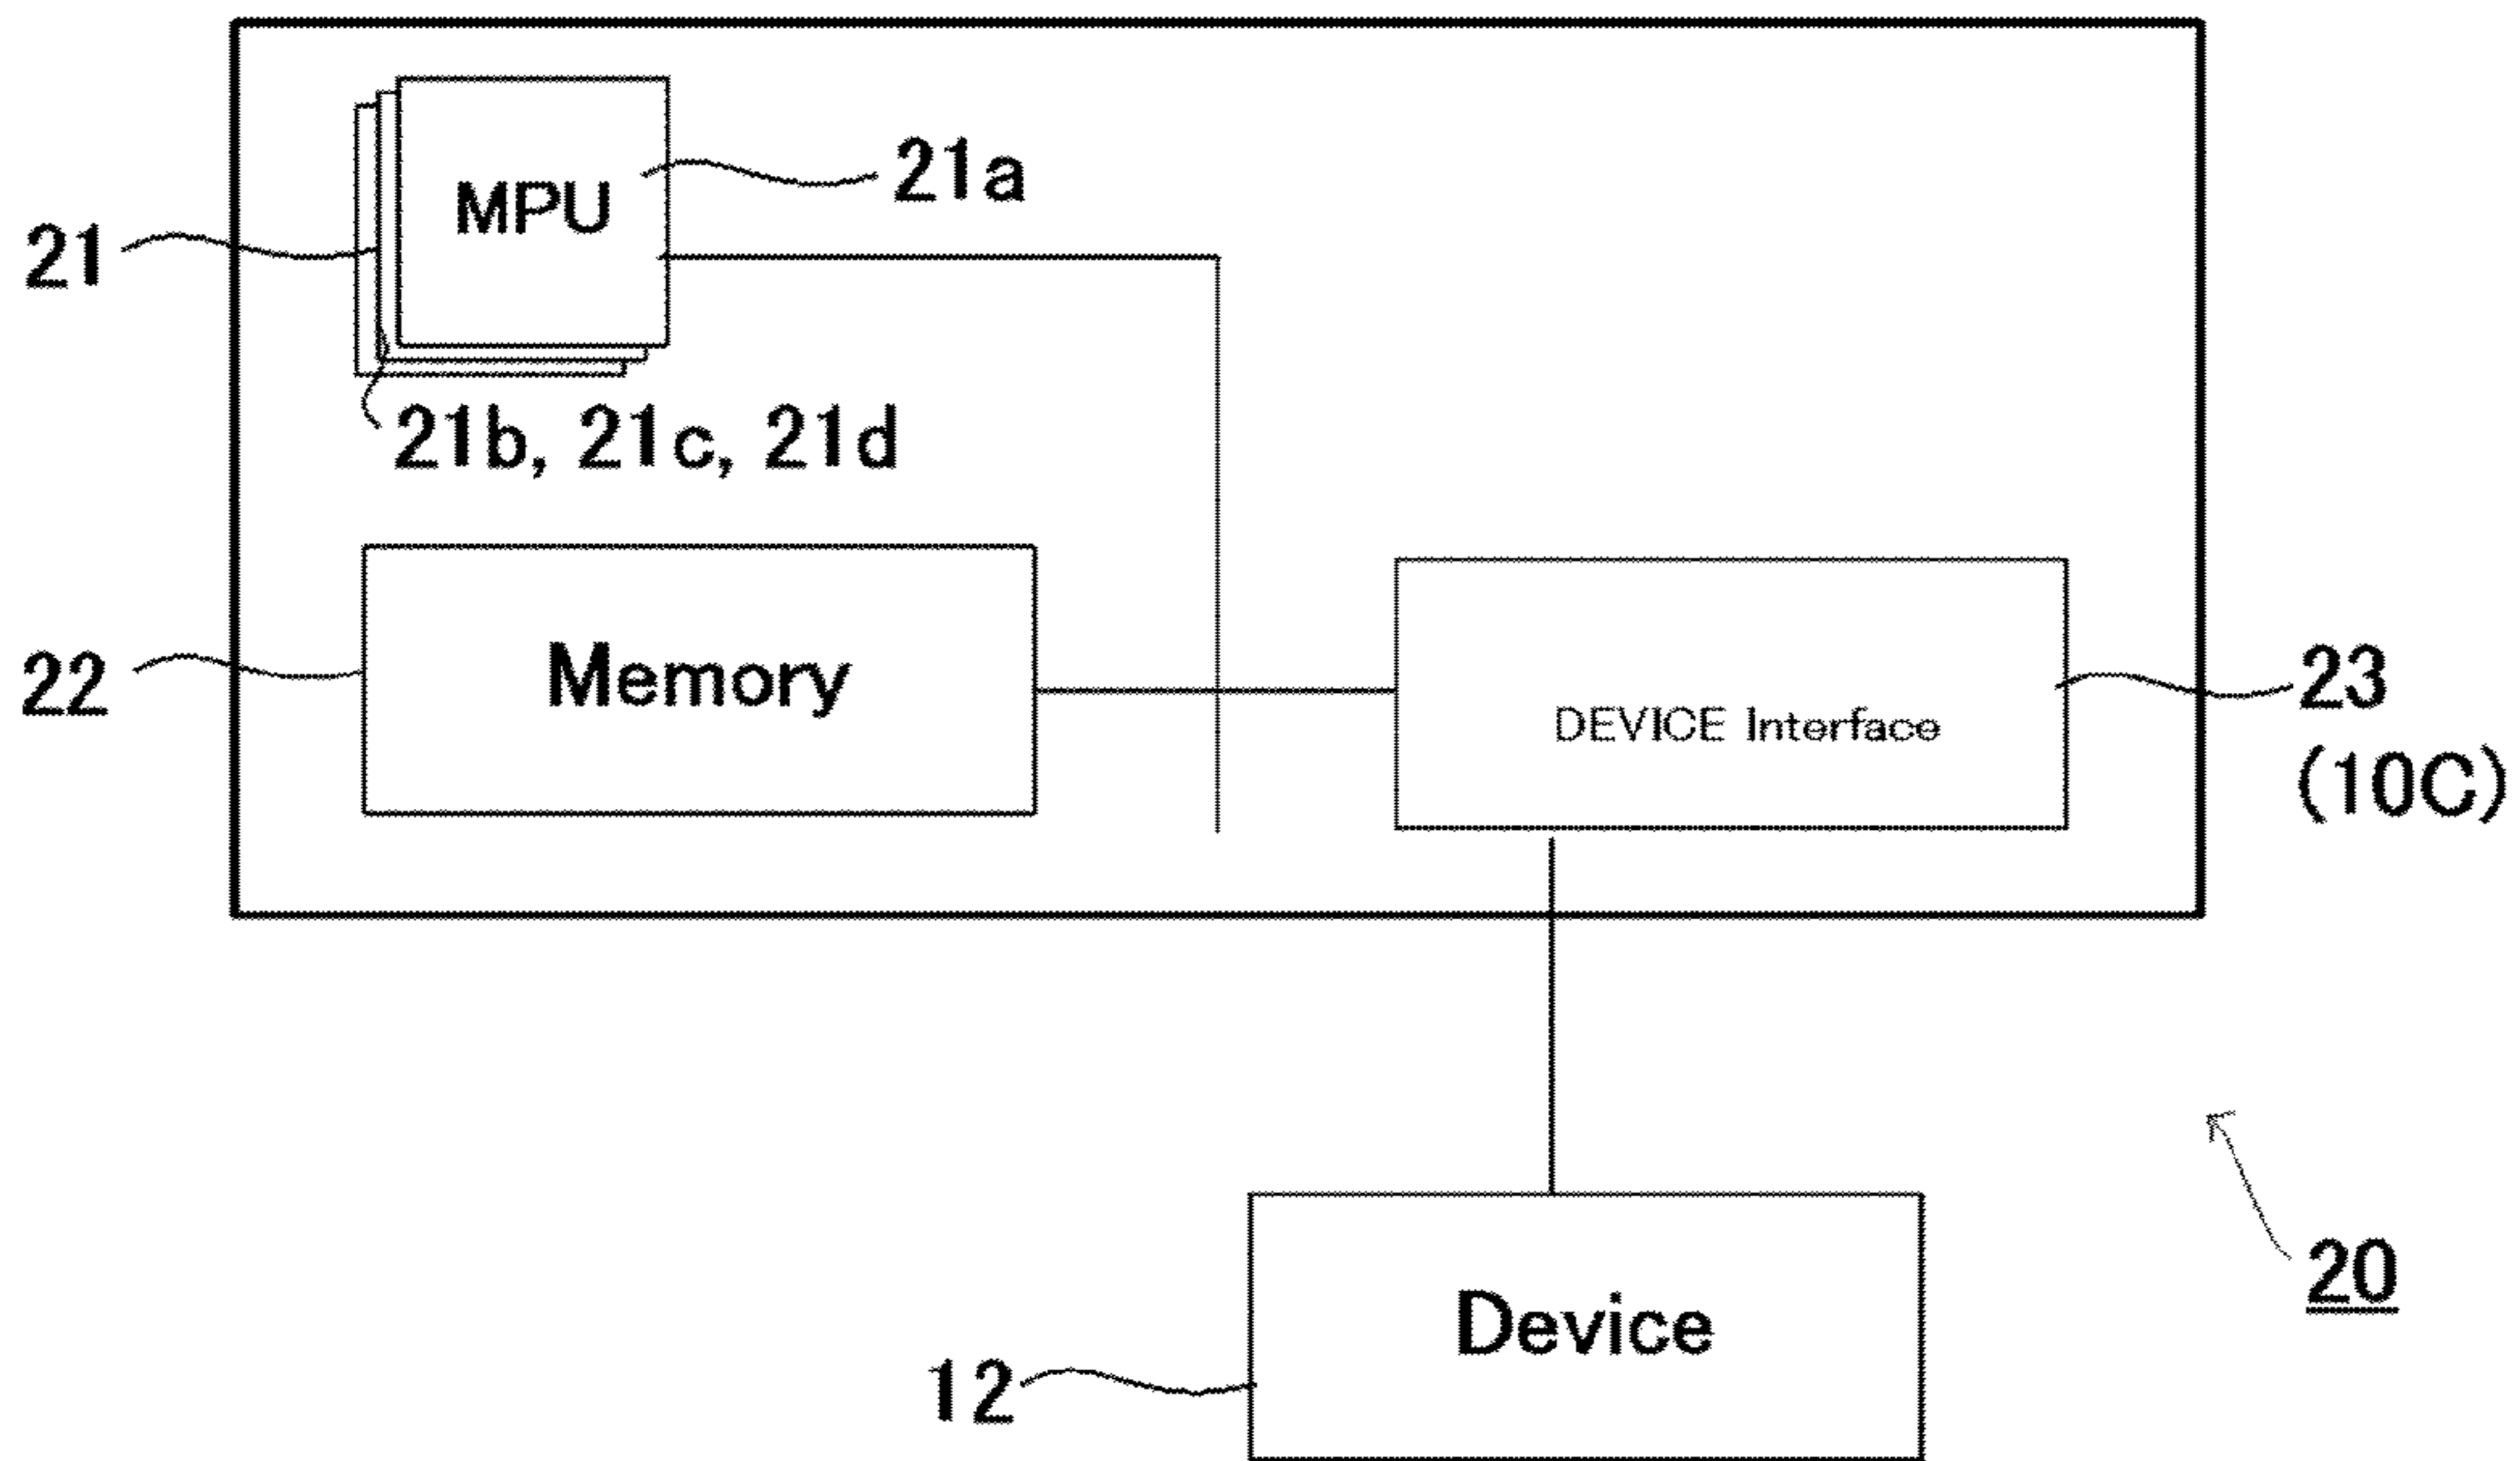 MPU
21a
21
21b, 21c, 21d
Memory
22
DEVICE Interface
23
(10C)
20
Device
12